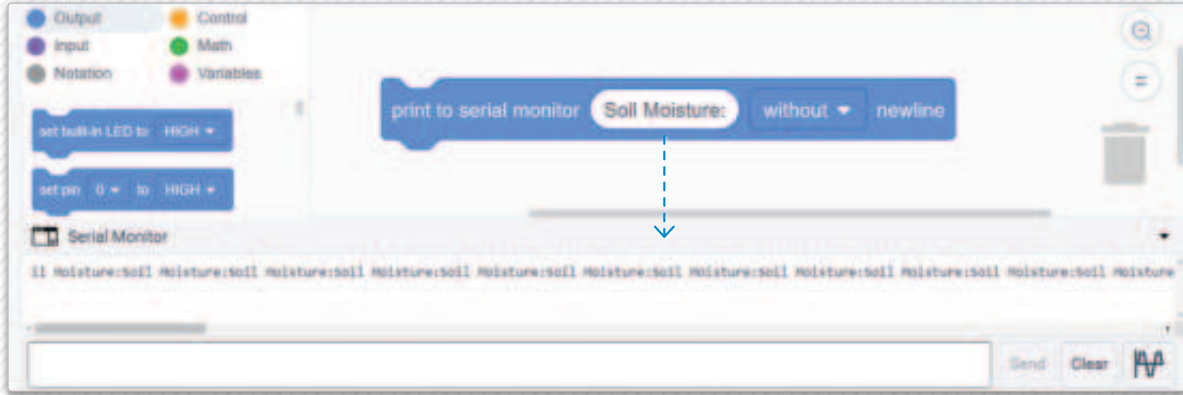 Output Control
Input Math
Notation Variables
set built-in LED to HIGH
set pin 0 to HIGH
print to serial monitor Soil Moisture: without newline
Serial Monitor
il Moisture:Soil Moisture:Soil Moisture:Soil Moisture:Soil Moisture:Soil Moisture:Soil Moisture:Soil Moisture:Soil Moisture:Soil Moisture:Soil Moisture
Send Clear